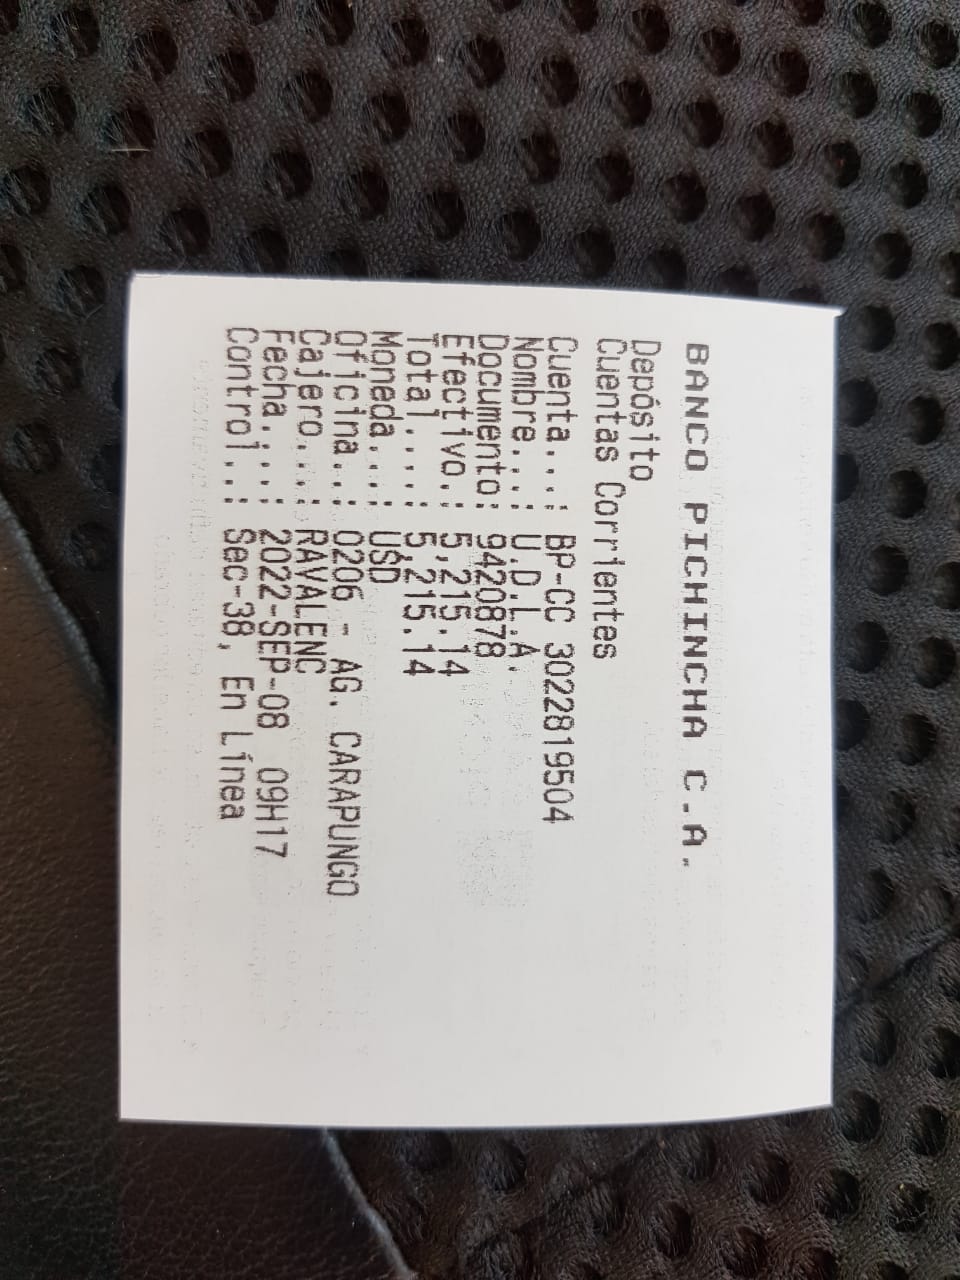 BANCO PICHINCHA C.A.
Depósito
Cuentas Corrientes
Cuenta...: BP-CC 3022819504
Nombre...: U.D.L.A.
Documento: 9420878
Efectivo.: 5,215.14
Total....: 5,215.14
Moneda...: USD
Oficina..: 0206 - AG. CARAPUNGO
Cajero...: RAVALENC
Fecha....: 2022-SEP-08 09H17
Control..: Sec-38, En Línea